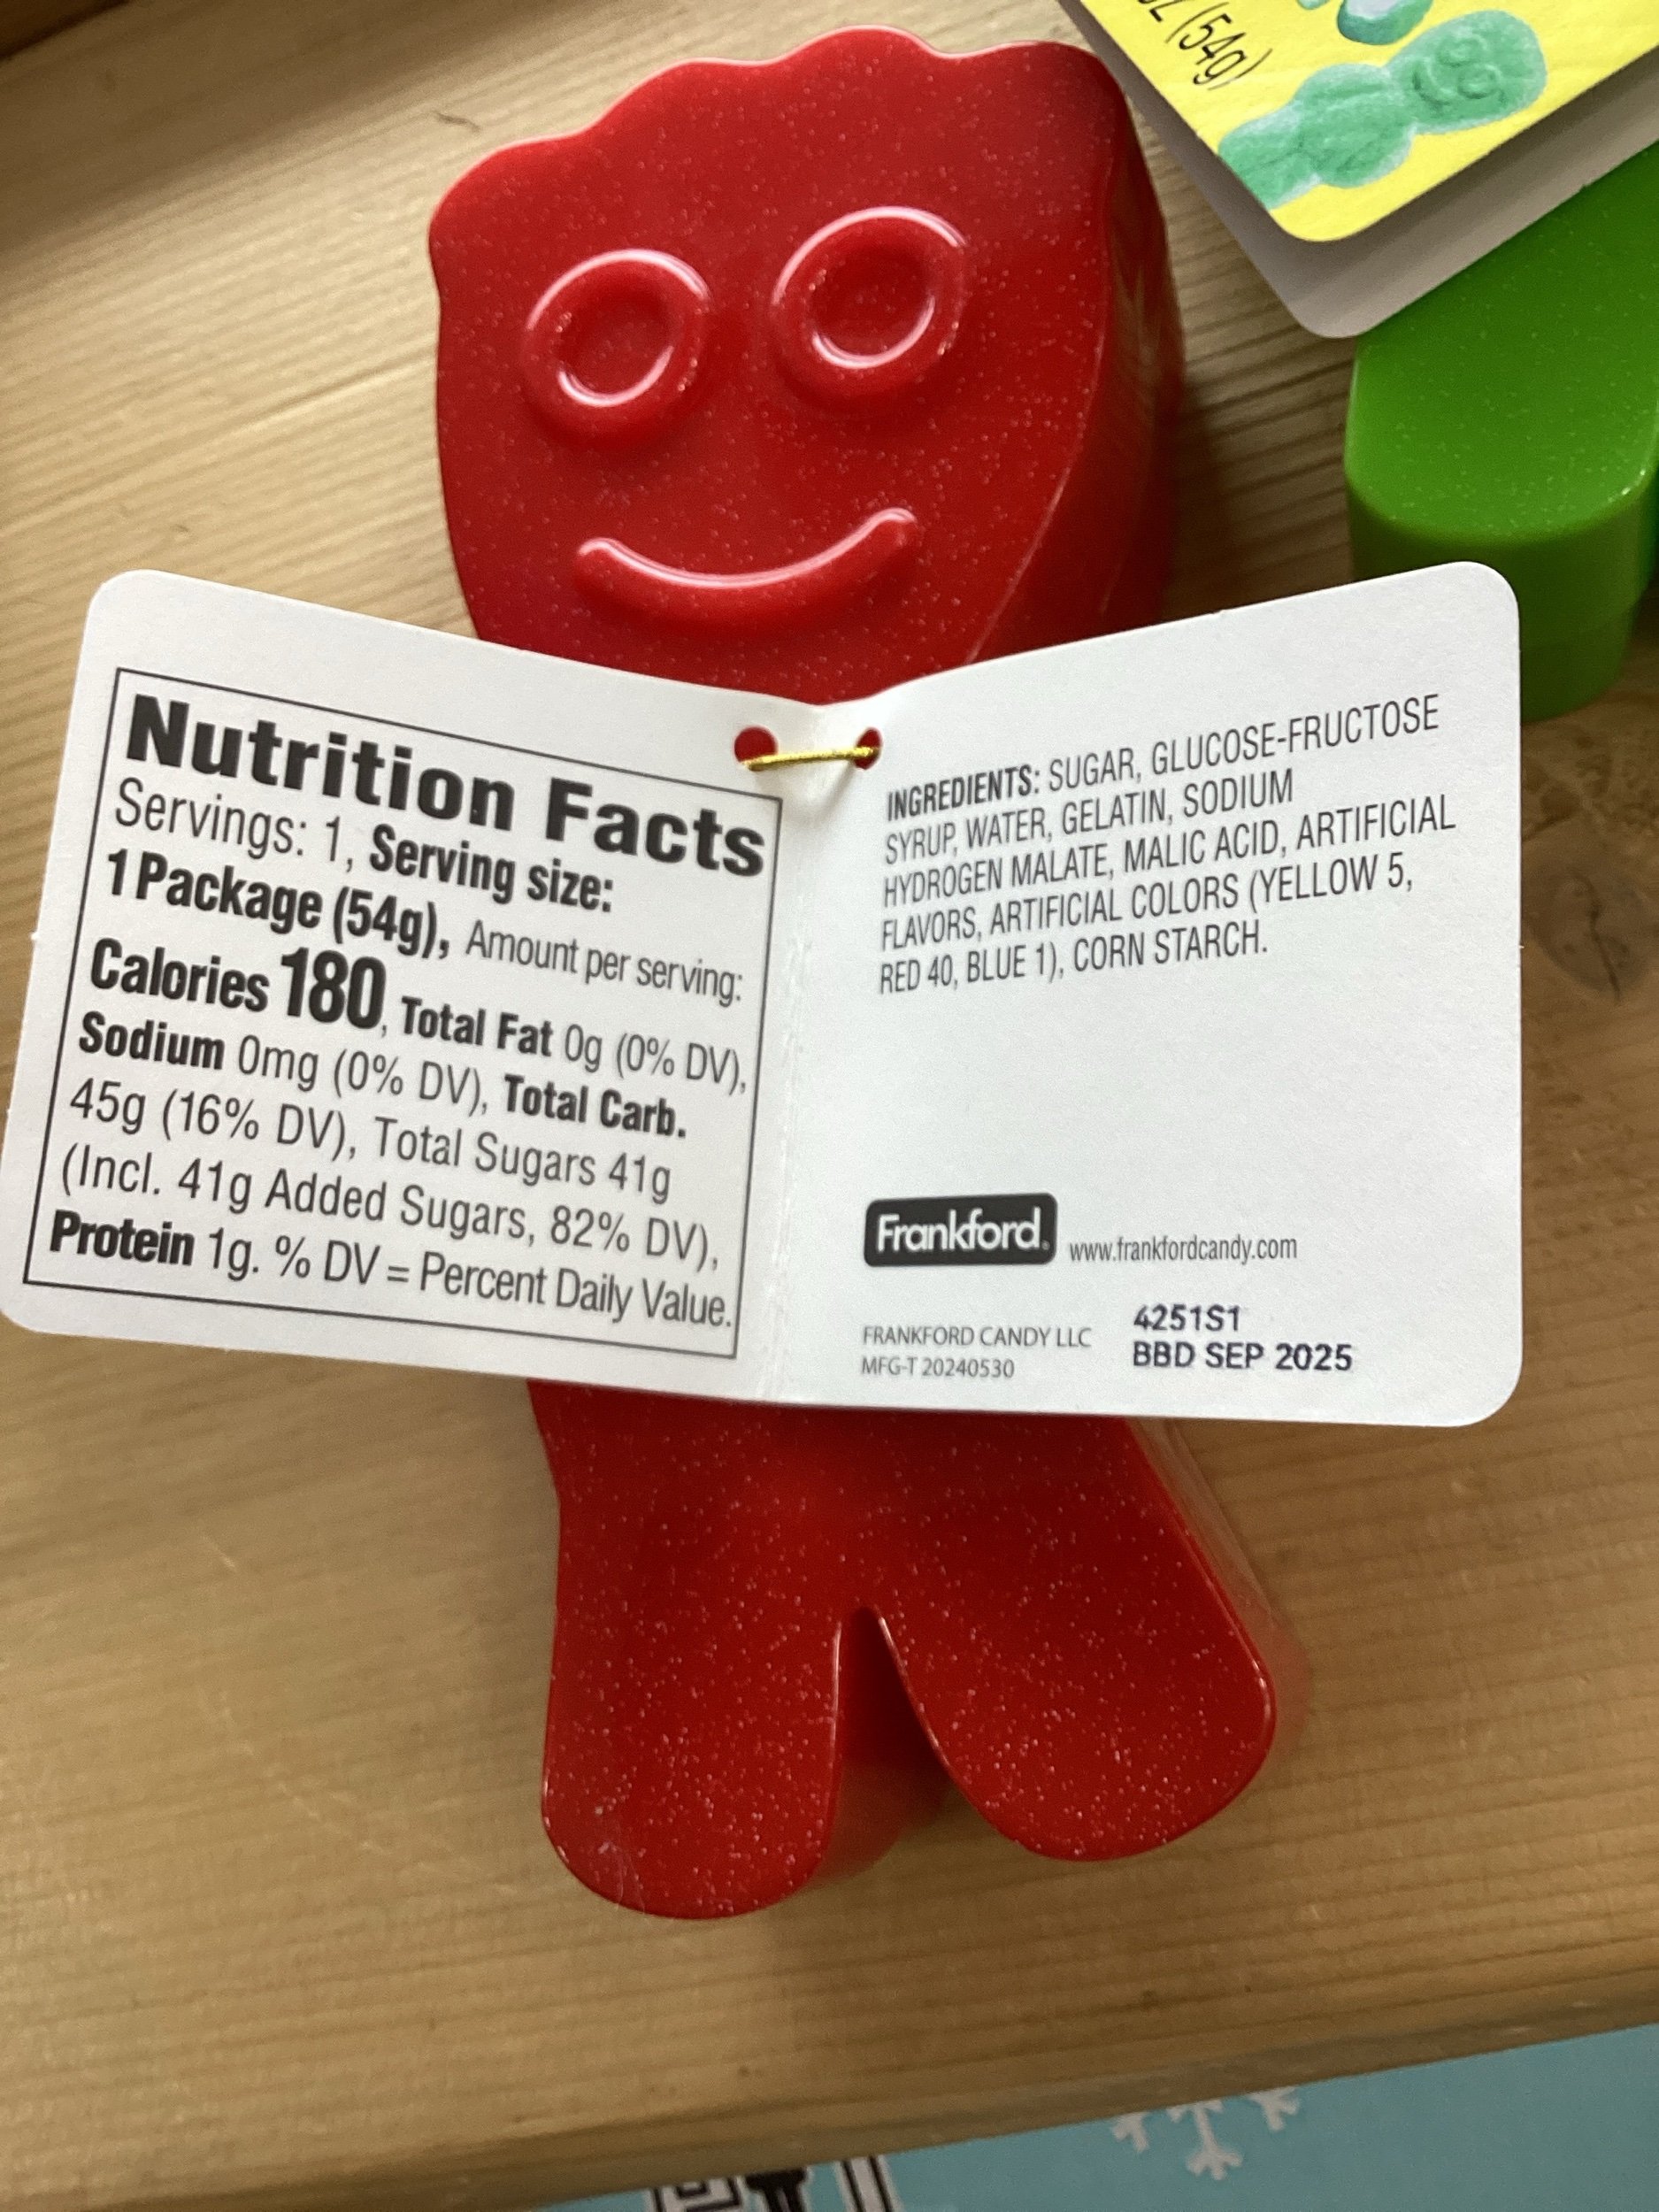 (54g)
Nutrition Facts
Servings: 1, Serving size:
1 Package (54g), Amount per serving:
Calories 180, Total Fat 0g (0% DV),
Sodium 0mg (0% DV), Total Carb.
45g (16% DV), Total Sugars 41g
(Incl. 41g Added Sugars, 82% DV),
Protein 1g. % DV = Percent Daily Value.
INGREDIENTS: SUGAR, GLUCOSE-FRUCTOSE
SYRUP, WATER, GELATIN, SODIUM
HYDROGEN MALATE, MALIC ACID, ARTIFICIAL
FLAVORS, ARTIFICIAL COLORS (YELLOW 5,
RED 40, BLUE 1), CORN STARCH.
Frankford®
www.frankfordcandy.com
FRANKFORD CANDY LLC
MFG-T 20240530
4251S1
BBD SEP 2025